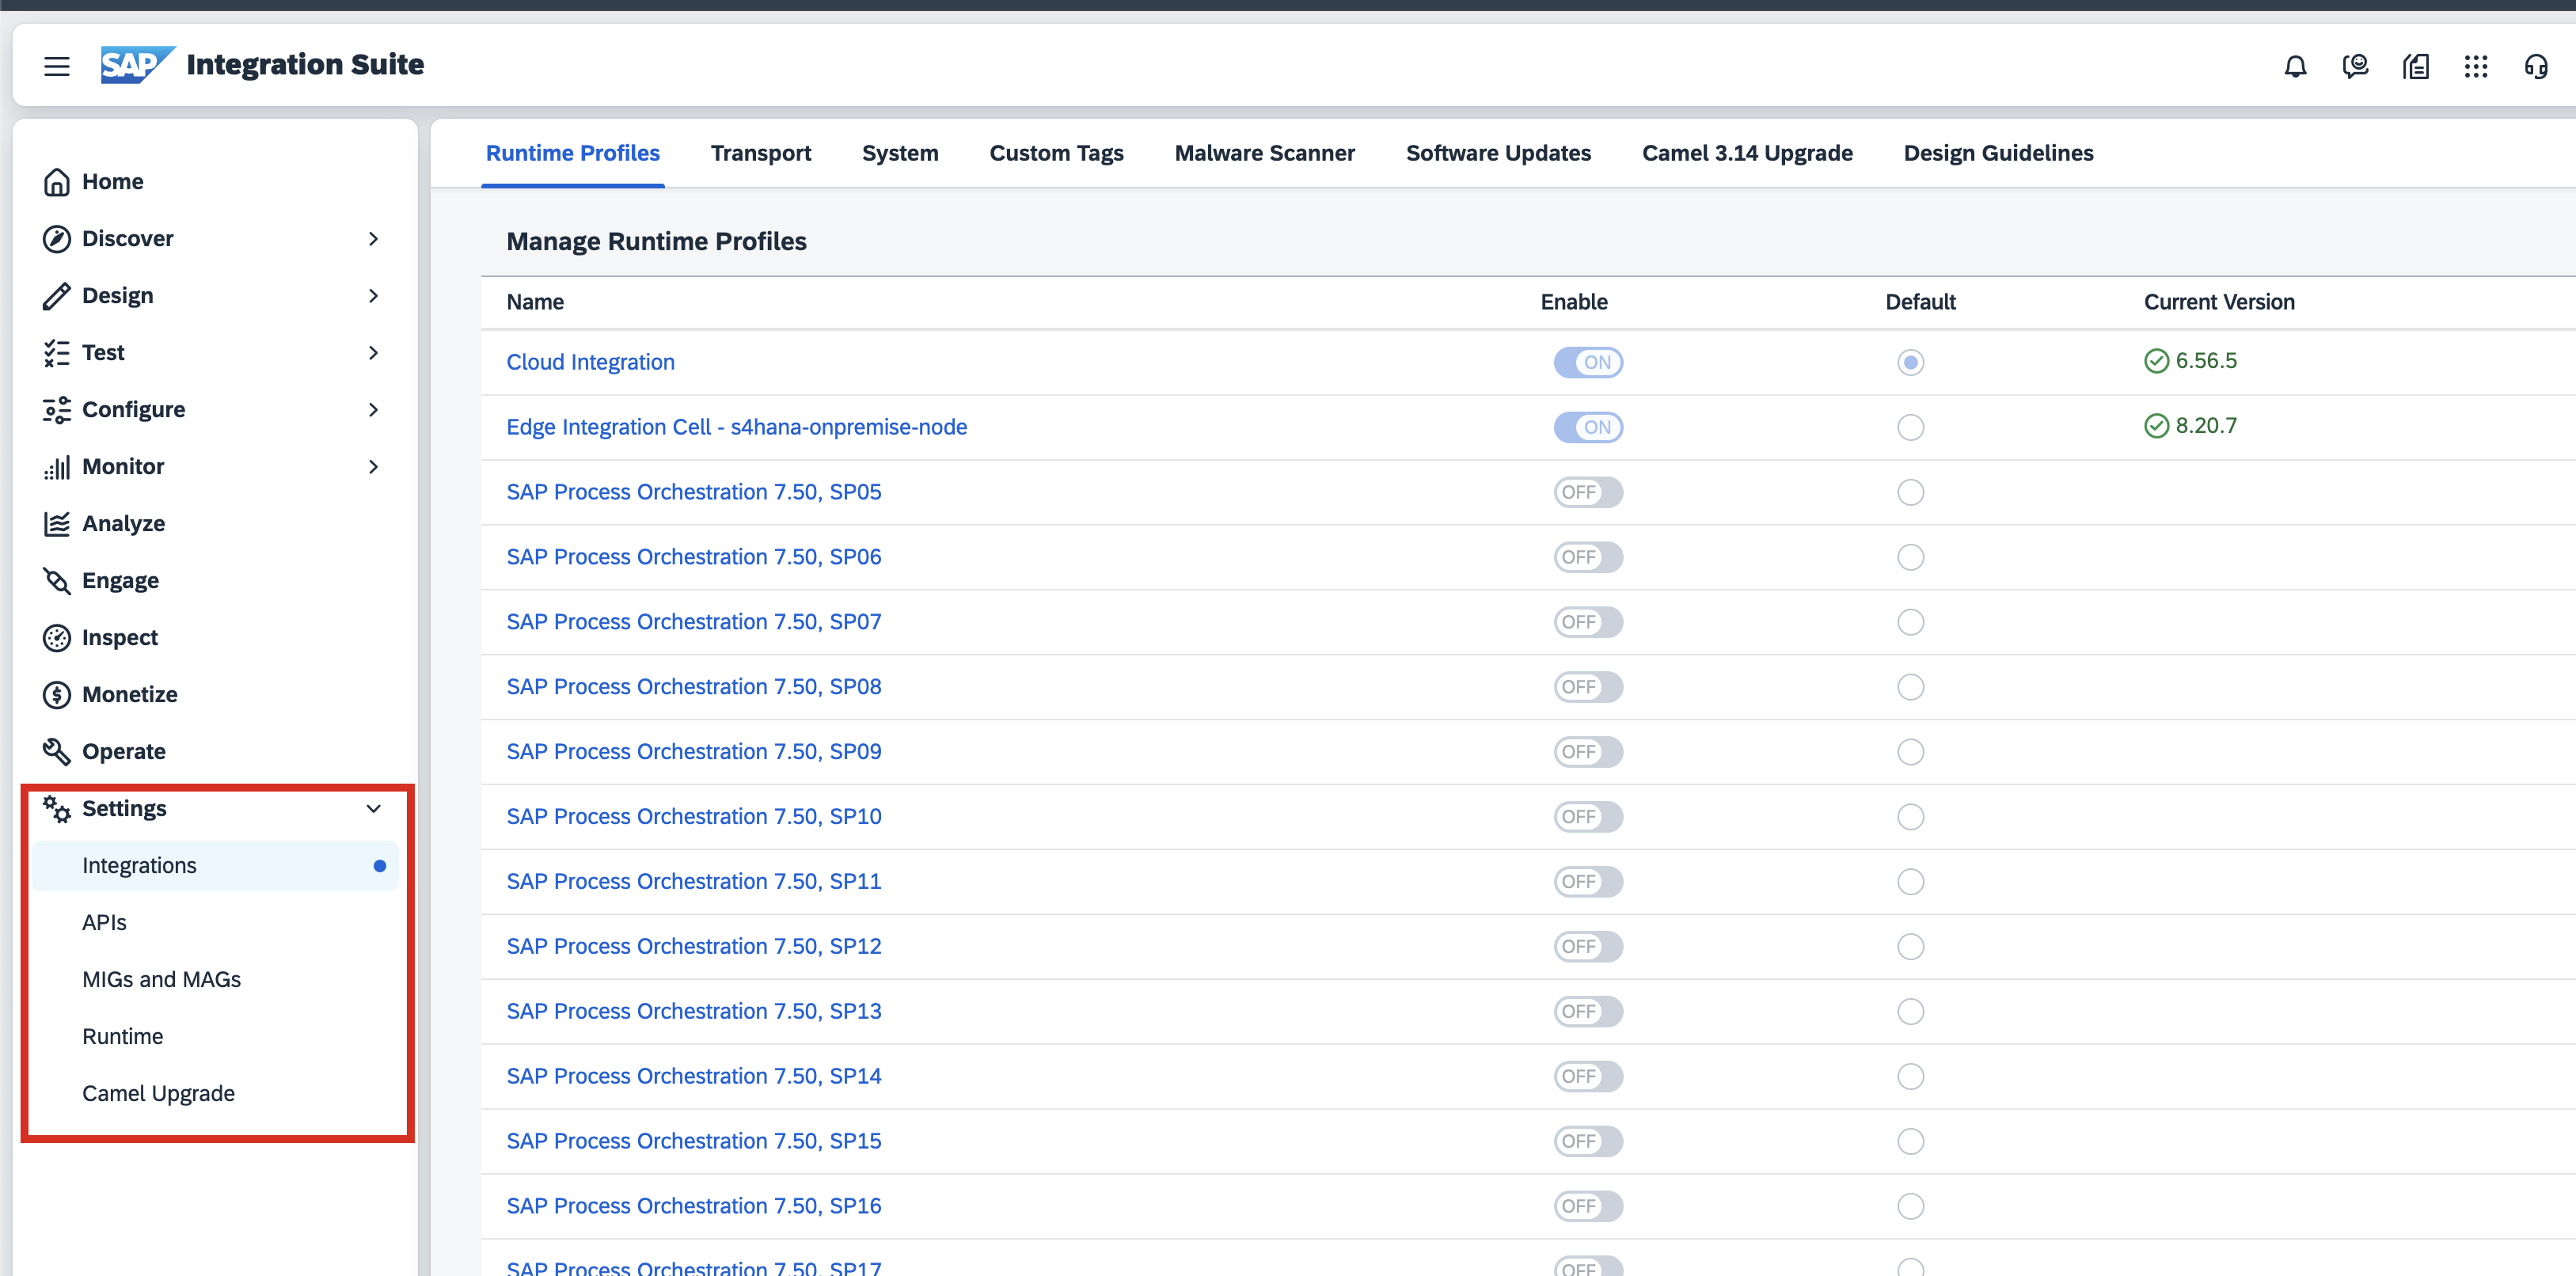 SAP Integration Suite
Home
Discover
Design
Test
Configure
Monitor
Analyze
Engage
Inspect
Monetize
Operate
Settings
Integrations
APIs
MIGs and MAGs
Runtime
Camel Upgrade
Runtime Profiles Transport System Custom Tags Malware Scanner Software Updates Camel 3.14 Upgrade Design Guidelines
Manage Runtime Profiles
Name Enable Default Current Version
Cloud Integration ON 6.56.5
Edge Integration Cell - s4hana-onpremise-node ON 8.20.7
SAP Process Orchestration 7.50, SP05 OFF
SAP Process Orchestration 7.50, SP06 OFF
SAP Process Orchestration 7.50, SP07 OFF
SAP Process Orchestration 7.50, SP08 OFF
SAP Process Orchestration 7.50, SP09 OFF
SAP Process Orchestration 7.50, SP10 OFF
SAP Process Orchestration 7.50, SP11 OFF
SAP Process Orchestration 7.50, SP12 OFF
SAP Process Orchestration 7.50, SP13 OFF
SAP Process Orchestration 7.50, SP14 OFF
SAP Process Orchestration 7.50, SP15 OFF
SAP Process Orchestration 7.50, SP16 OFF
SAP Process Orchestration 7.50, SP17 OFF